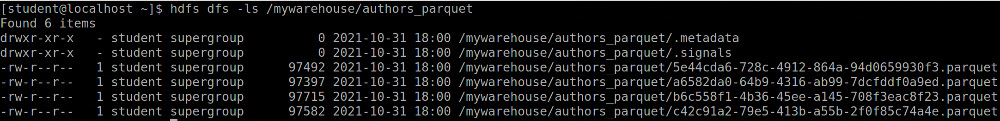 [student@localhost ~]$ hdfs dfs -ls /mywarehouse/authors_parquet
Found 6 items
drwxr-xr-x   - student supergroup          0 2021-10-31 18:00 /mywarehouse/authors_parquet/.metadata
drwxr-xr-x   - student supergroup          0 2021-10-31 18:00 /mywarehouse/authors_parquet/.signals
-rw-r--r--   1 student supergroup      97492 2021-10-31 18:00 /mywarehouse/authors_parquet/5e44cda6-728c-4912-864a-94d0659930f3.parquet
-rw-r--r--   1 student supergroup      97397 2021-10-31 18:00 /mywarehouse/authors_parquet/a6582da0-64b9-4316-ab99-7dcfddf0a9ed.parquet
-rw-r--r--   1 student supergroup      97715 2021-10-31 18:00 /mywarehouse/authors_parquet/b6c558f1-4b36-45ee-a145-708f3eac8f23.parquet
-rw-r--r--   1 student supergroup      97582 2021-10-31 18:00 /mywarehouse/authors_parquet/c42c91a2-79e5-413b-a55b-2f0f85c74a4e.parquet